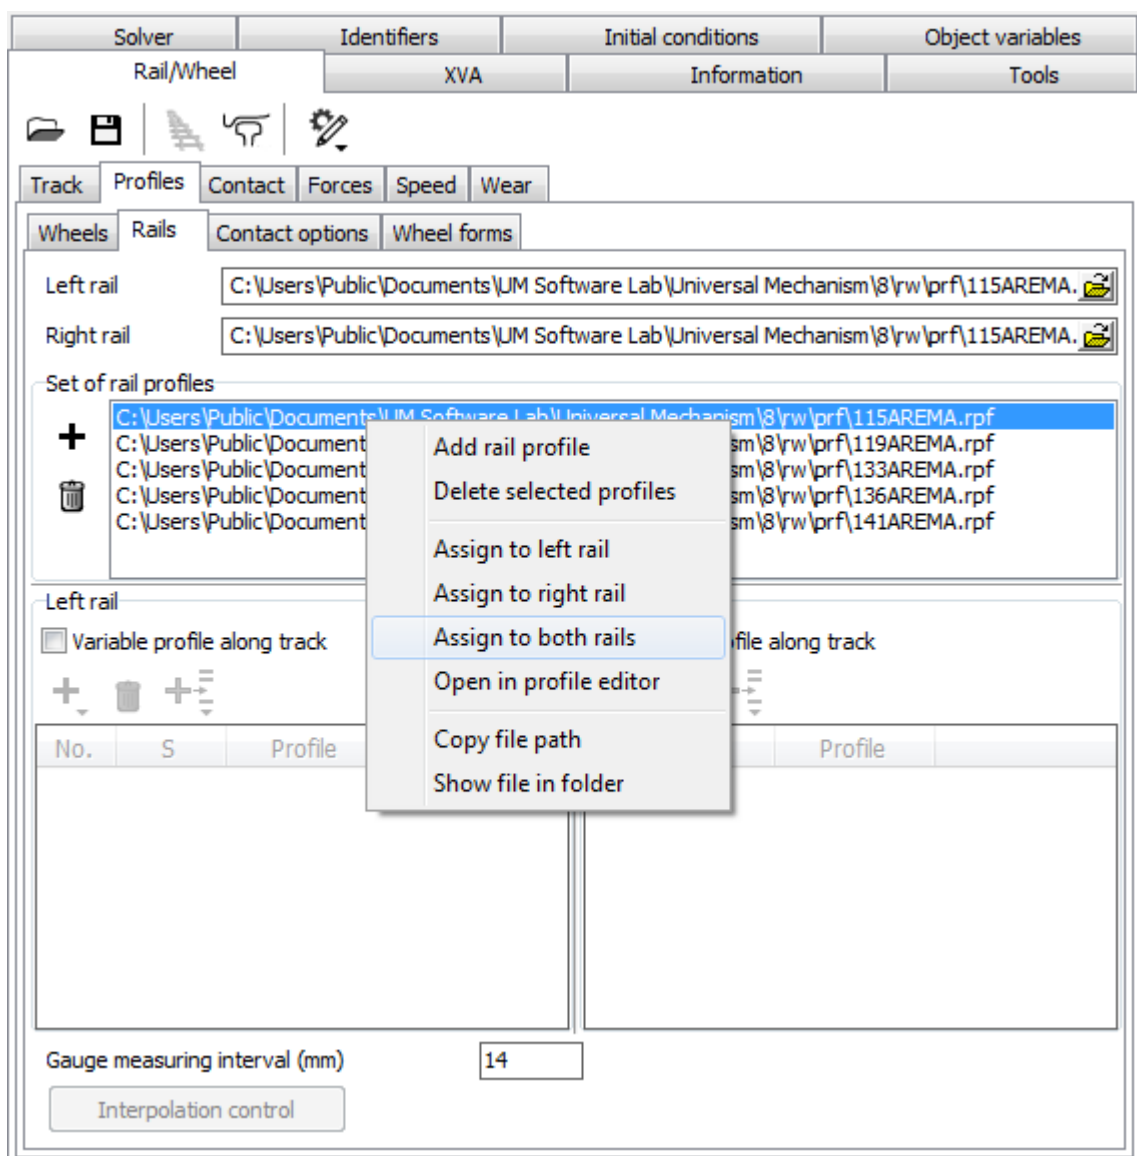 Solver Identifiers Initial conditions Object variables
Rail/Wheel XVA Information Tools
Track Profiles Contact Forces Speed Wear
Wheels Rails Contact options Wheel forms
Left rail C:\Users\Public\Documents\UM Software Lab\Universal Mechanism\8\rw\prf\115AREMA.
Right rail C:\Users\Public\Documents\UM Software Lab\Universal Mechanism\8\rw\prf\115AREMA.
Set of rail profiles
C:\Users\Public\Documents\UM Software Lab\Universal Mechanism\8\rw\prf\115AREMA.rpf
C:\Users\Public\Document sm\8\rw\prf\119AREMA.rpf
C:\Users\Public\Document sm\8\rw\prf\133AREMA.rpf
C:\Users\Public\Document sm\8\rw\prf\136AREMA.rpf
C:\Users\Public\Document sm\8\rw\prf\141AREMA.rpf
Add rail profile
Delete selected profiles
Assign to left rail
Assign to right rail
Assign to both rails
Open in profile editor
Copy file path
Show file in folder
Left rail
Variable profile along track file along track
No. S Profile Profile
Gauge measuring interval (mm) 14
Interpolation control